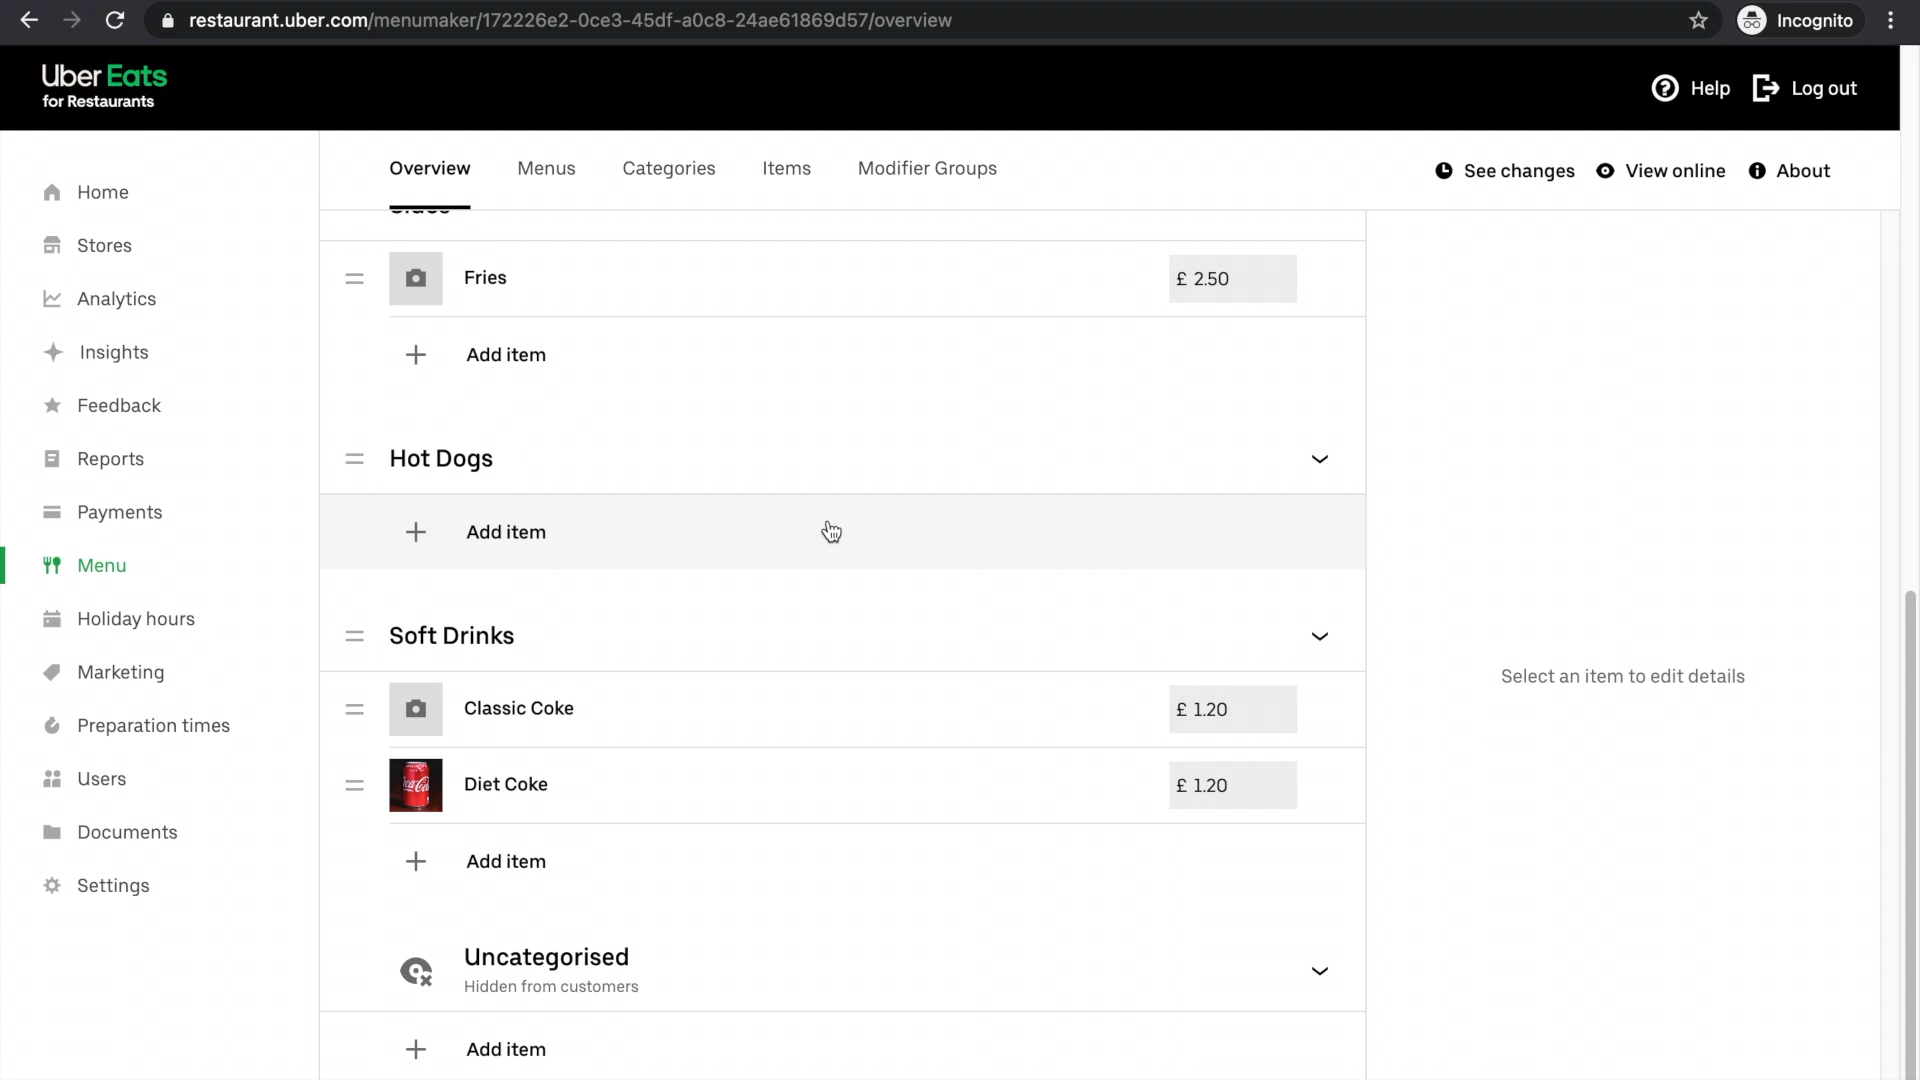 restaurant.uber.com/menumaker/172226e2-0ce3-45df-a0c8-24ae61869d57/overview
Incognito
Uber Eats
for Restaurants
Help
Log out
Home
Stores
Analytics
Insights
Feedback
Reports
Payments
Menu
Holiday hours
Marketing
Preparation times
Users
Documents
Settings
Overview
Menus
Categories
Items
Modifier Groups
See changes
View online
About
Fries
£ 2.50
Add item
Hot Dogs
Add item
Soft Drinks
Classic Coke
£ 1.20
Diet Coke
£ 1.20
Add item
Uncategorised
Hidden from customers
Add item
Select an item to edit details